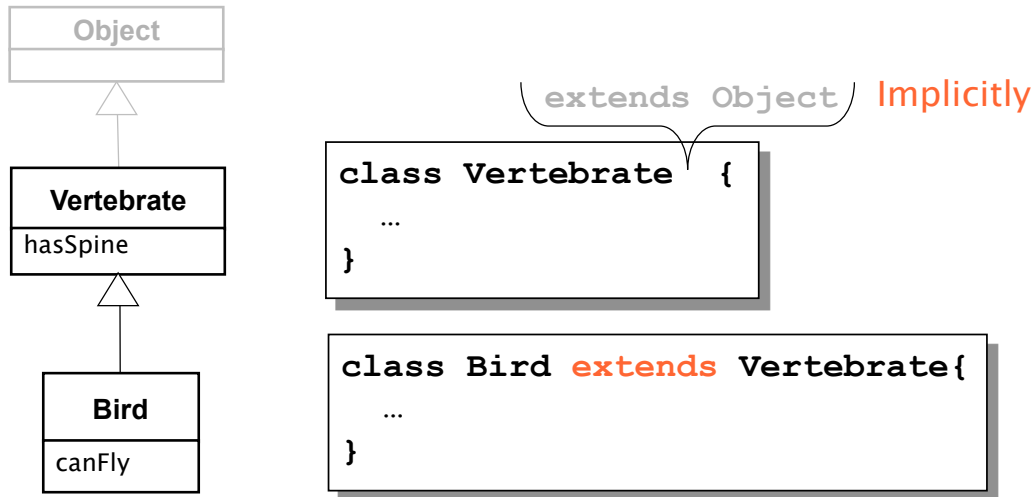 Object
Vertebrate
hasSpine
Bird
canFly
extends Object Implicitly
class Vertebrate {
…
}
class Bird extends Vertebrate{
…
}